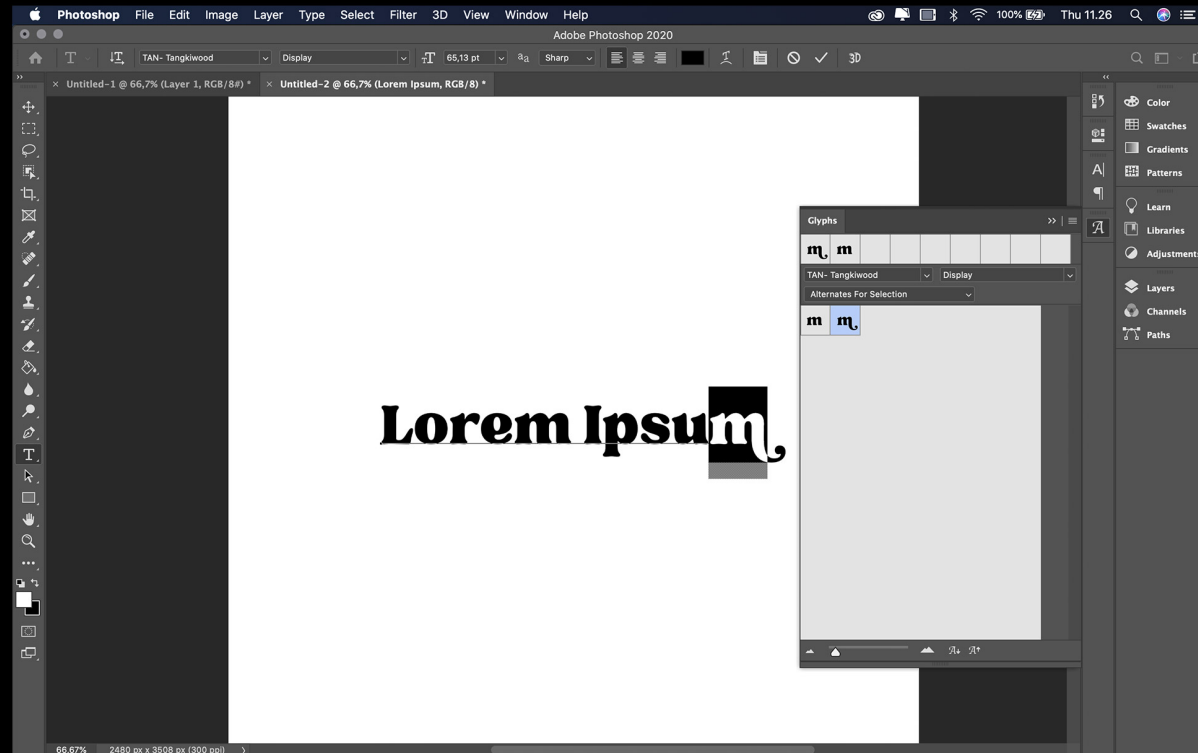 Photoshop File Edit Image Layer Type Select Filter 3D View Window Help 100% Thu 11.26
Adobe Photoshop 2020
TAN- Tangkiwood Display 66,13 pt Sharp 3D
× Untitled-1 @ 66,7% (Layer 1, RGB/8#) * × Untitled-2 @ 66,7% (Lorem Ipsum, RGB/8) *
Color
Swatches
Gradients
Patterns
Learn
Libraries
Adjustments
Layers
Channels
Paths
Glyphs
m m
TAN- Tangkiwood Display
Alternates For Selection
m m
Lorem Ipsum
66,67% 2480 px x 3508 px (300 ppi)